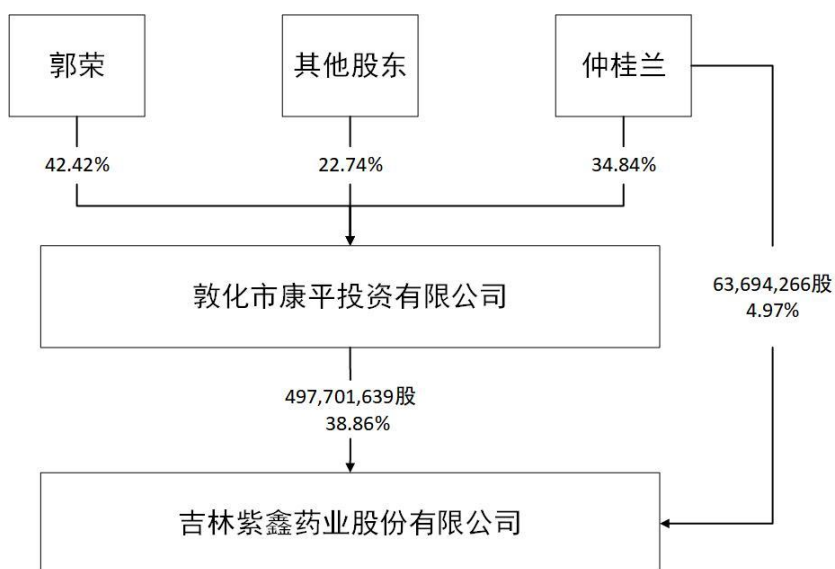 郭荣
其他股东
仲桂兰
42.42%
22.74%
34.84%
敦化市康平投资有限公司
63,694,266股
4.97%
497,701,639股
38.86%
吉林紫鑫药业股份有限公司